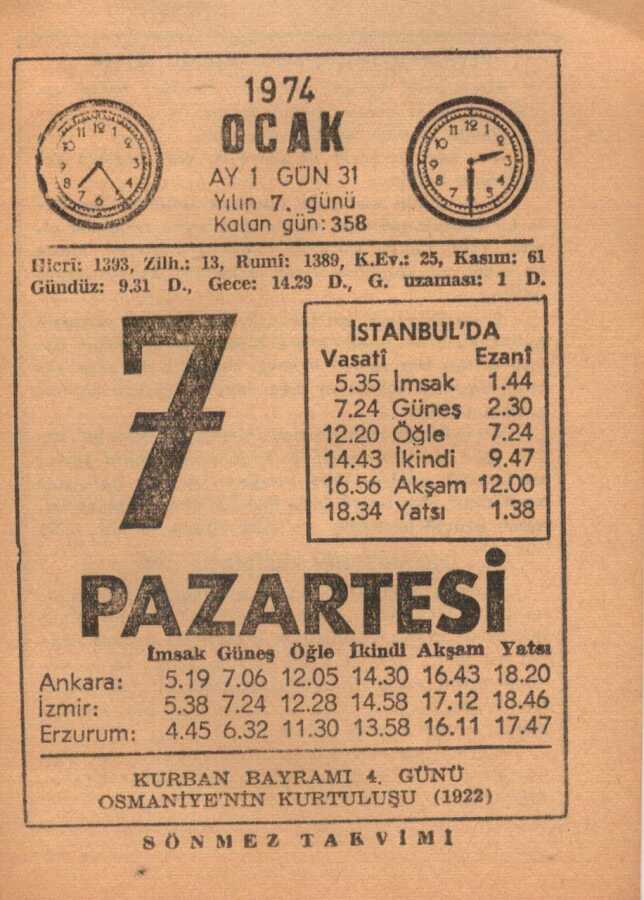 1974
OCAK
AY 1 GÜN 31
Yılın 7. günü
Kalan gün: 358
Hicrî: 1393, Zilh.: 13, Rumî: 1389, K.Ev.: 25, Kasım: 61
Gündüz: 9.31 D., Gece: 14.29 D., G. uzaması: 1 D.
7
İSTANBUL'DA
Vasatî Ezanî
5.35 İmsak 1.44
7.24 Güneş 2.30
12.20 Öğle 7.24
14.43 İkindi 9.47
16.56 Akşam 12.00
18.34 Yatsı 1.38
PAZARTESİ
İmsak Güneş Öğle İkindi Akşam Yatsı
Ankara: 5.19 7.06 12.05 14.30 16.43 18.20
İzmir: 5.38 7.24 12.28 14.58 17.12 18.46
Erzurum: 4.45 6.32 11.30 13.58 16.11 17.47
KURBAN BAYRAMI 4. GÜNÜ
OSMANİYE'NİN KURTULUŞU (1922)
SÖNMEZ TAKVİMİ